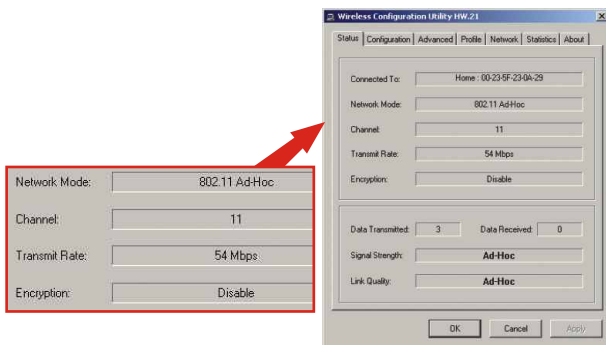 Wireless Configuration Utility HW.21
Status Configuration Advanced Profile Network Statistics About
Connected To: Home : 00-23-5F-23-0A-29
Network Mode: 802.11 Ad-Hoc
Channel: 11
Transmit Rate: 54 Mbps
Encryption: Disable
Data Transmitted: 3 Data Received: 0
Signal Strength: Ad-Hoc
Link Quality: Ad-Hoc
OK Cancel Apply
Network Mode: 802.11 Ad-Hoc
Channel: 11
Transmit Rate: 54 Mbps
Encryption: Disable